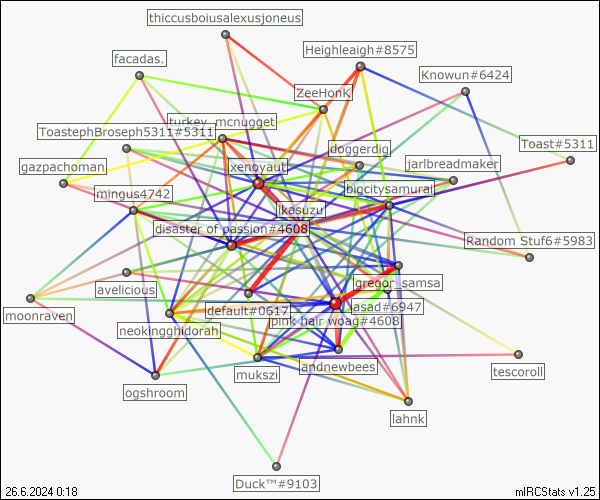 thiccusboiusalexusjoneus
Heighleaigh#8575
facadas.
Knowun#6424
ZeeHonK
turkey_mcnugget
ToastephBroseph5311#5311
doggerdig
Toast#5311
gazpachoman
xenoyaut
jarlbreadmaker
mingus4742
bigcitysamurai
ikasuzu
disaster of passion#4608
Random Stuf6#5983
avelicious
gregor_samsa
default#0617
jasad#6947
moonraven
neokingghidorah
pink hair woag#4608
mukszi
andnewbees
tescoroll
ogshroom
lahnk
Duck™#9103
26.6.2024 0:18
mIRCStats v1.25